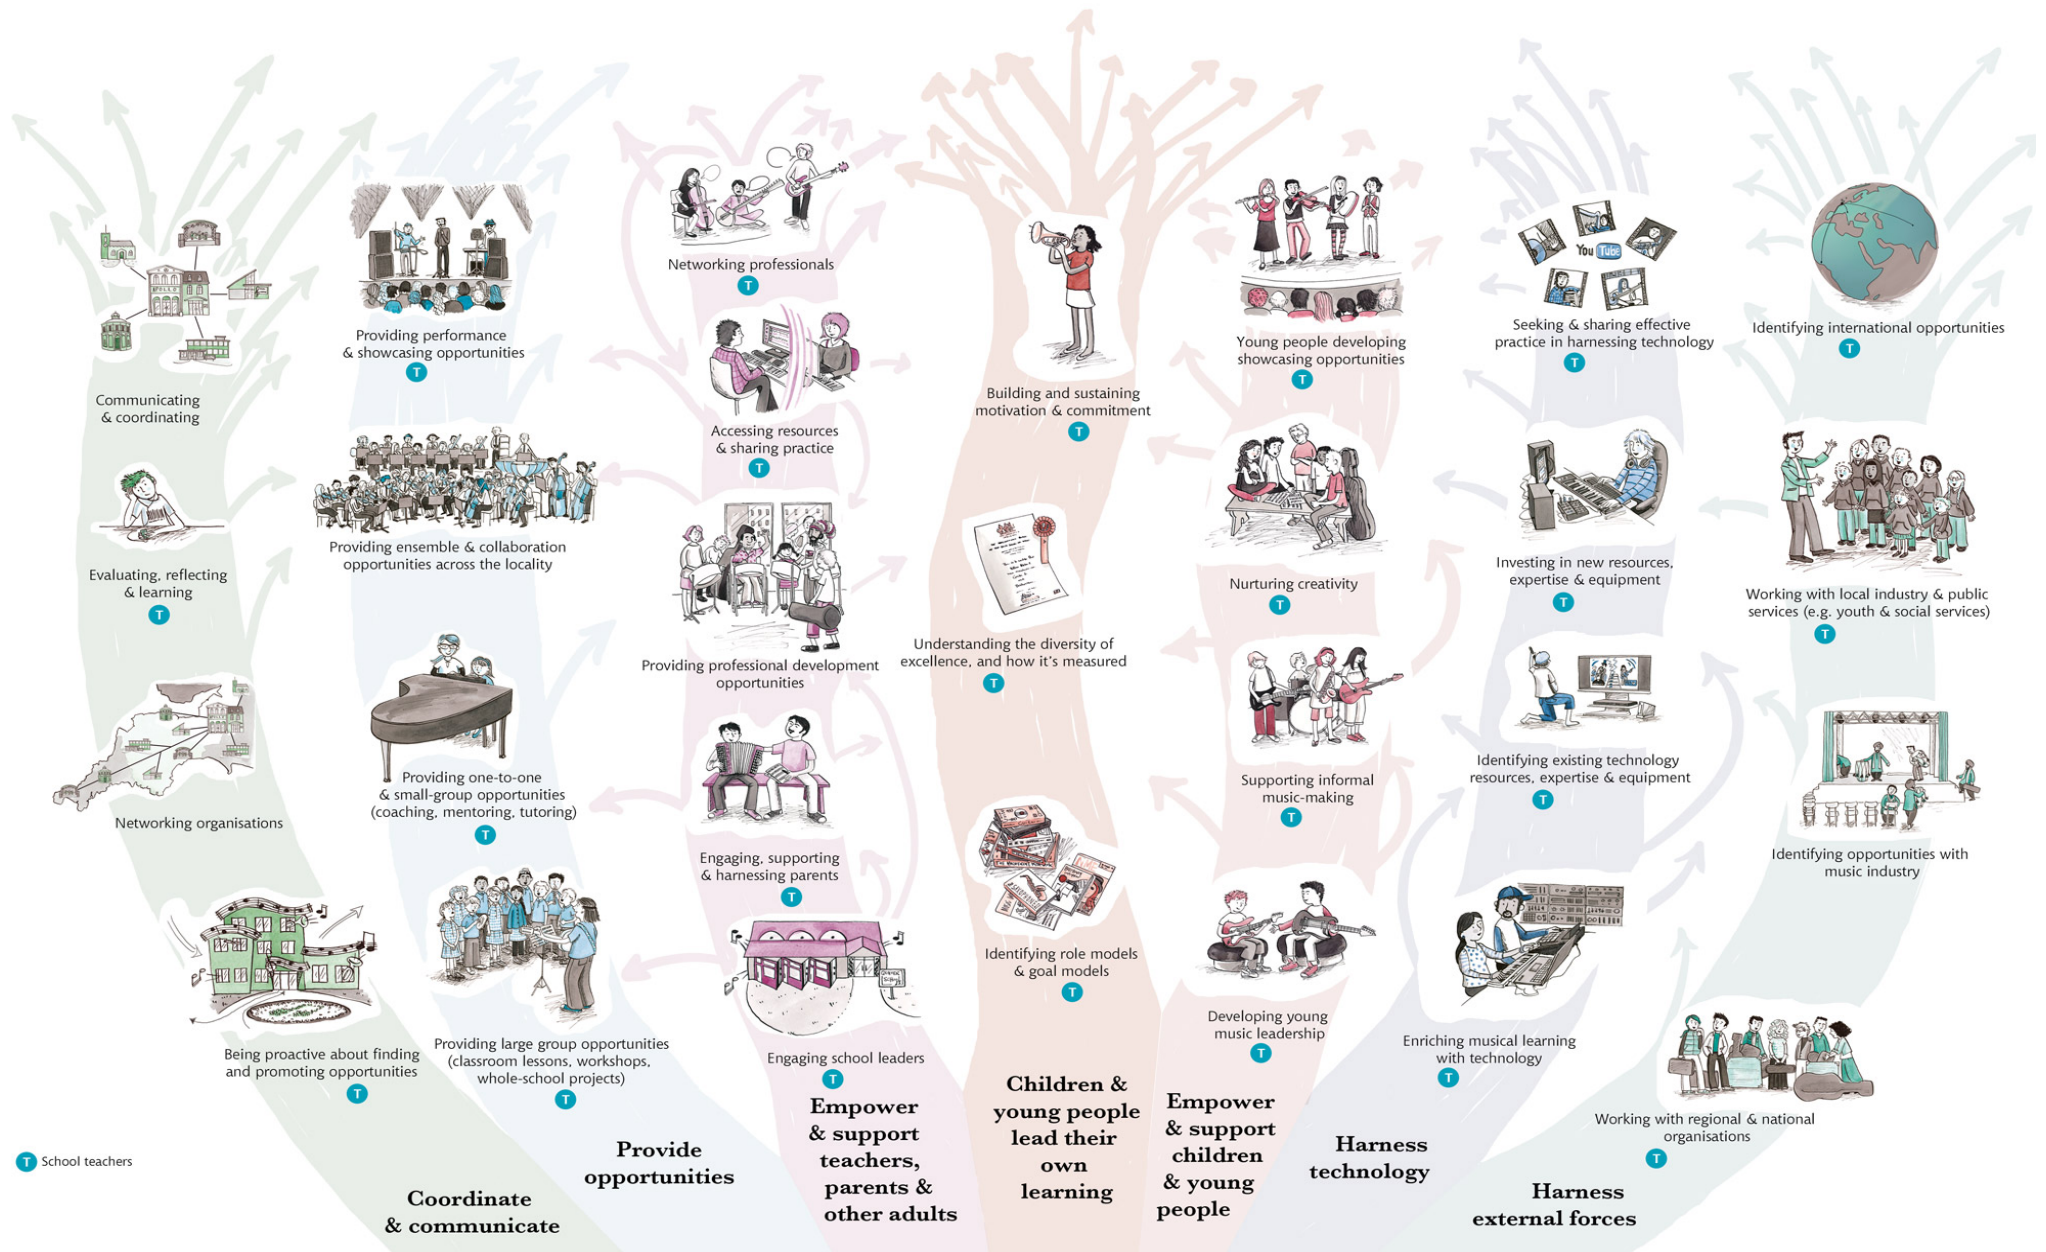 Communicating
& coordinating
Evaluating, reflecting
& learning
T
Networking organisations
Being proactive about finding
and promoting opportunities
T
Coordinate
& communicate
Providing performance
& showcasing opportunities
T
Providing ensemble & collaboration
opportunities across the locality
Providing one-to-one
& small-group opportunities
(coaching, mentoring, tutoring)
T
Providing large group opportunities
(classroom lessons, workshops,
whole-school projects)
T
Provide
opportunities
Networking professionals
T
Accessing resources
& sharing practice
T
Providing professional development
opportunities
Engaging, supporting
& harnessing parents
T
Engaging school leaders
T
Empower
& support
teachers,
parents &
other adults
Building and sustaining
motivation & commitment
T
Understanding the diversity of
excellence, and how it's measured
T
Identifying role models
& goal models
T
Children &
young people
lead their
own
learning
Young people developing
showcasing opportunities
T
Nurturing creativity
T
Supporting informal
music-making
T
Developing young
music leadership
T
Empower
& support
children
& young
people
You Tube
Seeking & sharing effective
practice in harnessing technology
T
Investing in new resources,
expertise & equipment
T
Identifying existing technology
resources, expertise & equipment
T
Enriching musical learning
with technology
T
Harness
technology
Identifying international opportunities
T
Working with local industry & public
services (e.g. youth & social services)
T
Identifying opportunities with
music industry
Working with regional & national
organisations
T
Harness
external forces
T School teachers